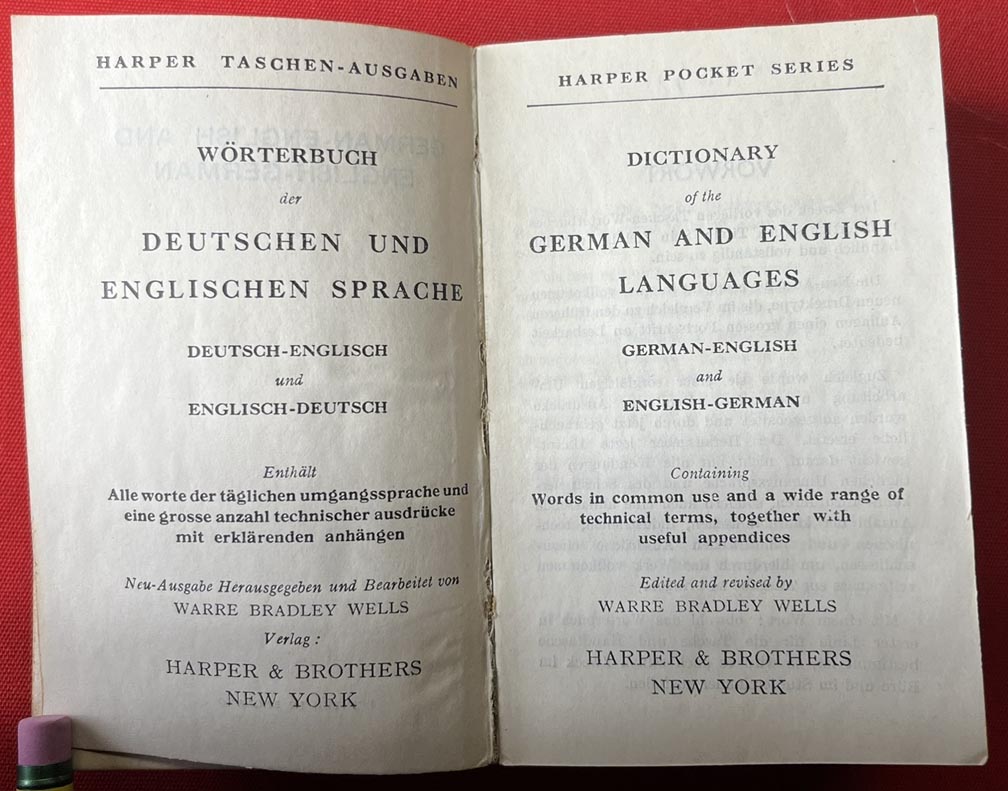 HARPER TASCHEN-AUSGABEN
WÖRTERBUCH
der
DEUTSCHEN UND
ENGLISCHEN SPRACHE
DEUTSCH-ENGLISCH
und
ENGLISCH-DEUTSCH
Enthält
Alle worte der täglichen umgangssprache und
eine grosse anzahl technischer ausdrücke
mit erklärenden anhängen
Neu-Ausgabe Herausgegeben und Bearbeitet von
WARRE BRADLEY WELLS
Verlag:
HARPER & BROTHERS
NEW YORK
HARPER POCKET SERIES
DICTIONARY
of the
GERMAN AND ENGLISH
LANGUAGES
GERMAN-ENGLISH
and
ENGLISH-GERMAN
Containing
Words in common use and a wide range of
technical terms, together with
useful appendices
Edited and revised by
WARRE BRADLEY WELLS
HARPER & BROTHERS
NEW YORK